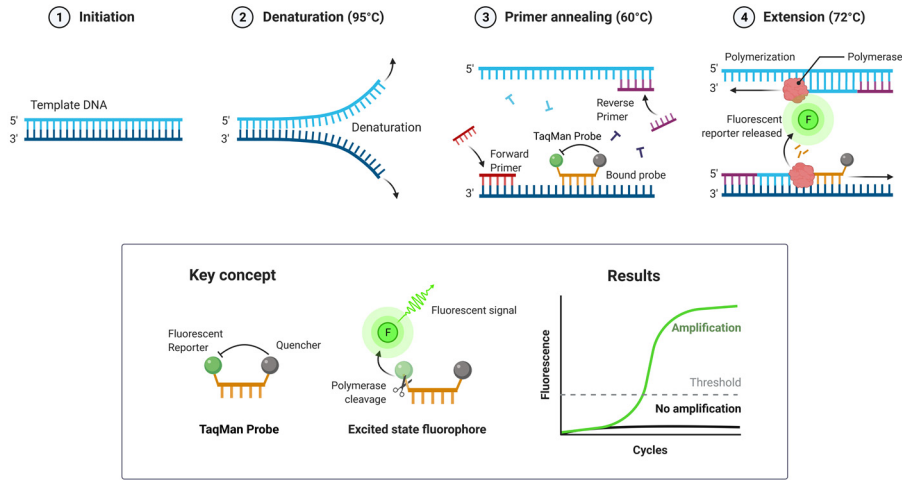 1 Initiation
Template DNA
5'
3'
2 Denaturation (95°C)
5'
3'
Denaturation
3 Primer annealing (60°C)
5'
Reverse
Primer
TaqMan Probe
Forward
Primer
Bound probe
3'
4 Extension (72°C)
Polymerization
Polymerase
5'
3'
Fluorescent
reporter released
F
5'
3'
Key concept
Fluorescent
Reporter
Quencher
TaqMan Probe
Fluorescent signal
F
Polymerase
cleavage
Excited state fluorophore
Results
Fluorescence
Amplification
Threshold
No amplification
Cycles